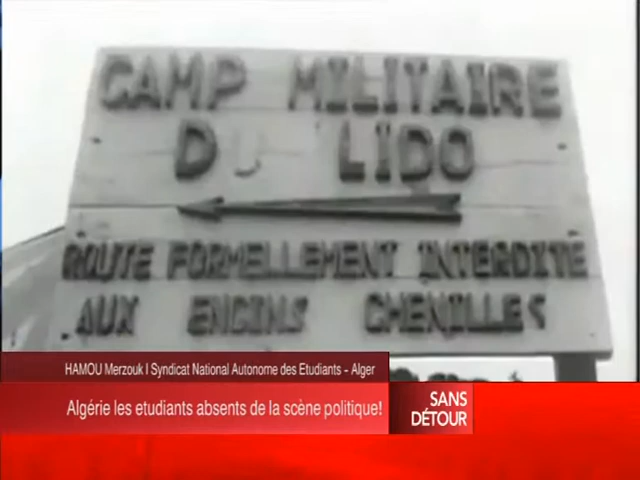 CAMP MILITAIRE
DU LIDO
ROUTE FORMELLEMENT INTERDITE
AUX ENGINS CHENILLES
HAMOU Merzouk I Syndicat National Autonome des Etudiants - Alger
Algérie les etudiants absents de la scène politique!
SANS
DÉTOUR